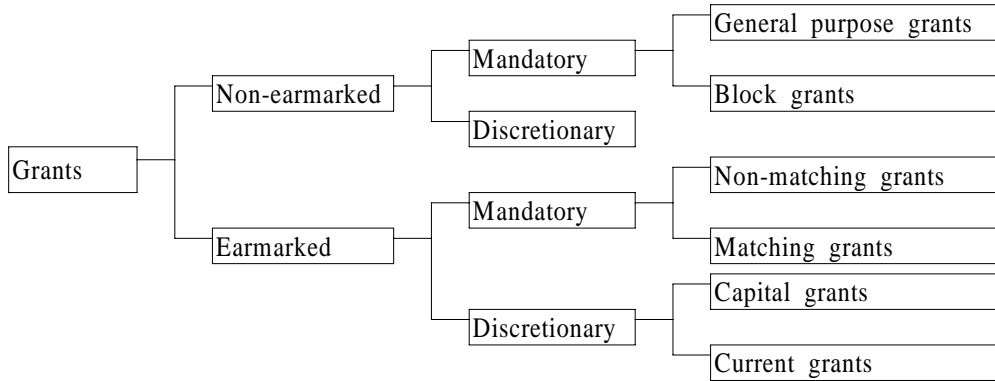 General purpose grants
Mandatory
Non-earmarked
Block grants
Discretionary
Grants
Non-matching grants
Mandatory
Earmarked
Matching grants
Capital grants
Discretionary
Current grants